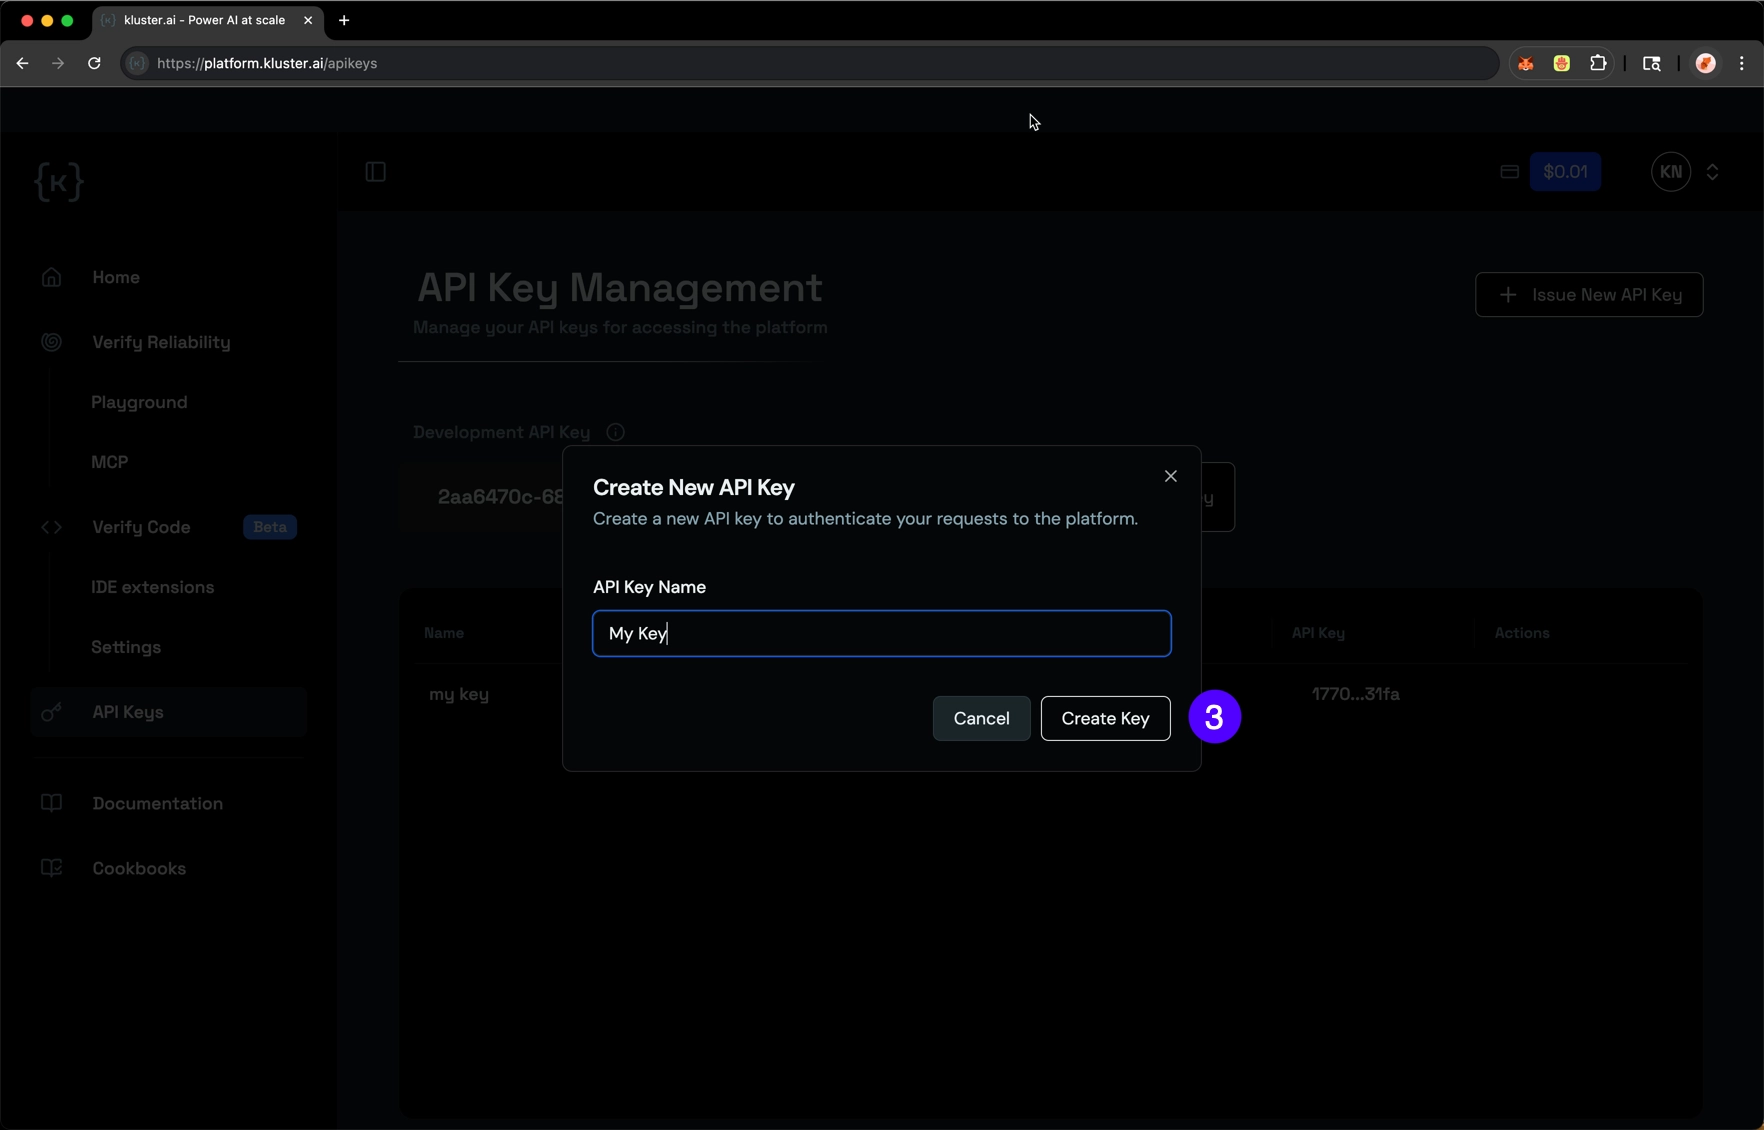 kluster.ai - Power AI at scale
https://platform.kluster.ai/apikeys
{K}
$0.01
KN
Home
Verify Reliability
Playground
MCP
Verify Code
Beta
IDE extensions
Settings
API Keys
Documentation
Cookbooks
API Key Management
Manage your API keys for accessing the platform
Issue New API Key
Development API Key
2aa6470c-68
y
Create New API Key
Create a new API key to authenticate your requests to the platform.
API Key Name
My Key
Cancel
Create Key
3
Name
API Key
Actions
my key
1770...31fa